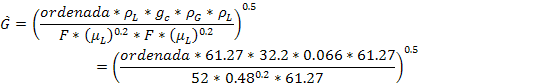 G̃ = (ordenada * ρ_L * g_c * ρ_G * ρ_L / F * (μ_L)^0.2 * F * (μ_L)^0.2)^0.5
= (ordenada * 61.27 * 32.2 * 0.066 * 61.27 / 52 * 0.48^0.2 * 61.27)^0.5